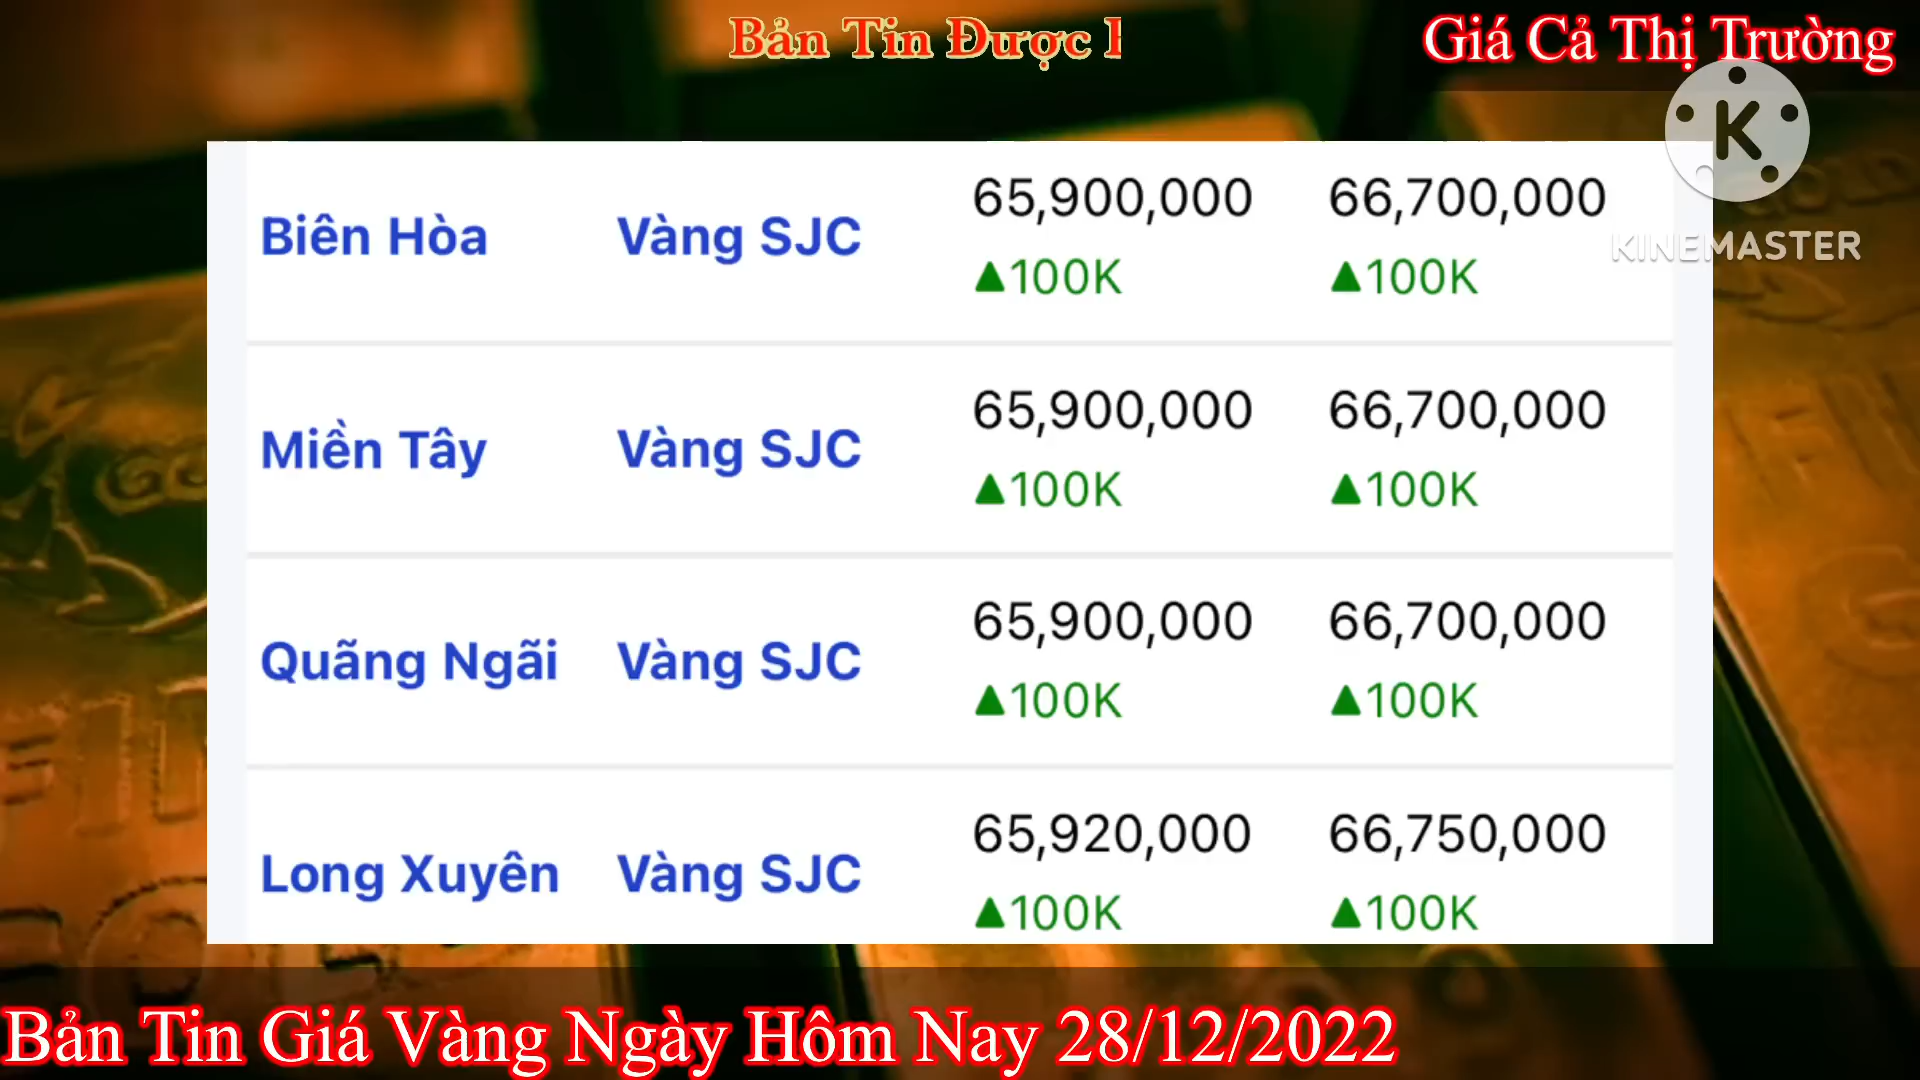 Bản Tin Được
Giá Cả Thị Trường
K
KINEMASTER
Biên Hòa Vàng SJC 65,900,000 66,700,000
▲100K ▲100K
Miền Tây Vàng SJC 65,900,000 66,700,000
▲100K ▲100K
Quãng Ngãi Vàng SJC 65,900,000 66,700,000
▲100K ▲100K
Long Xuyên Vàng SJC 65,920,000 66,750,000
▲100K ▲100K
Bản Tin Giá Vàng Ngày Hôm Nay 28/12/2022